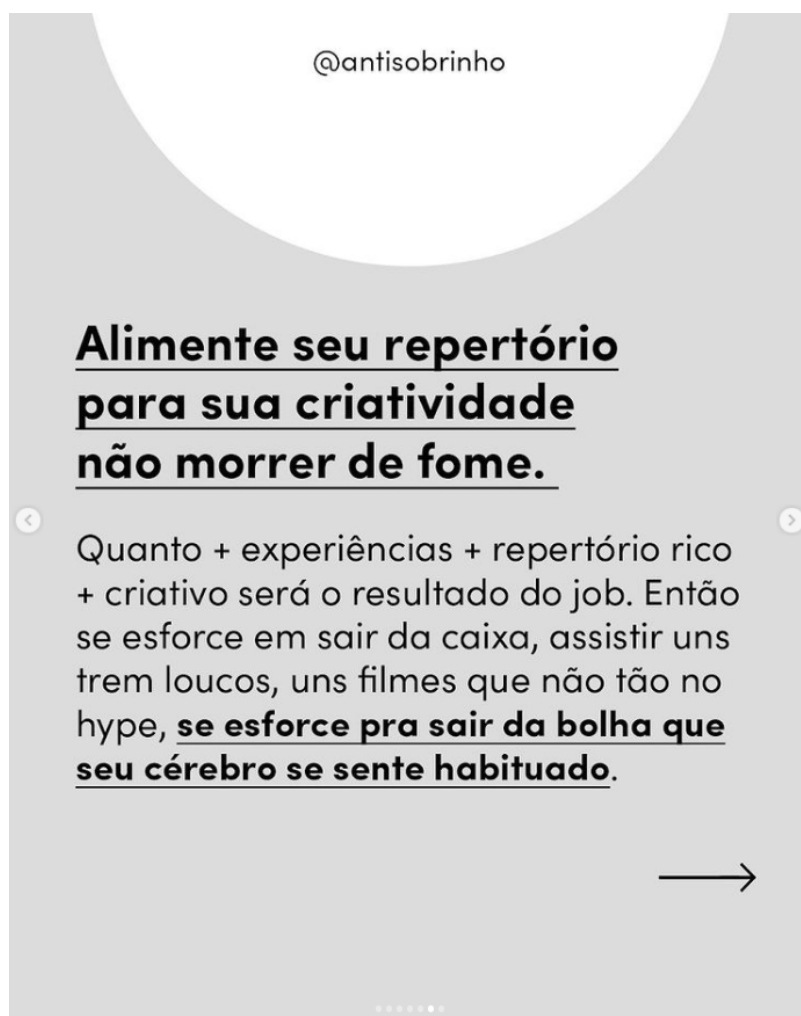 @antisobrinho
Alimente seu repertório
para sua criatividade
não morrer de fome.
Quanto + experiências + repertório rico
+ criativo será o resultado do job. Então
se esforce em sair da caixa, assistir uns
trem loucos, uns filmes que não tão no
hype, se esforce pra sair da bolha que
seu cérebro se sente habituado.